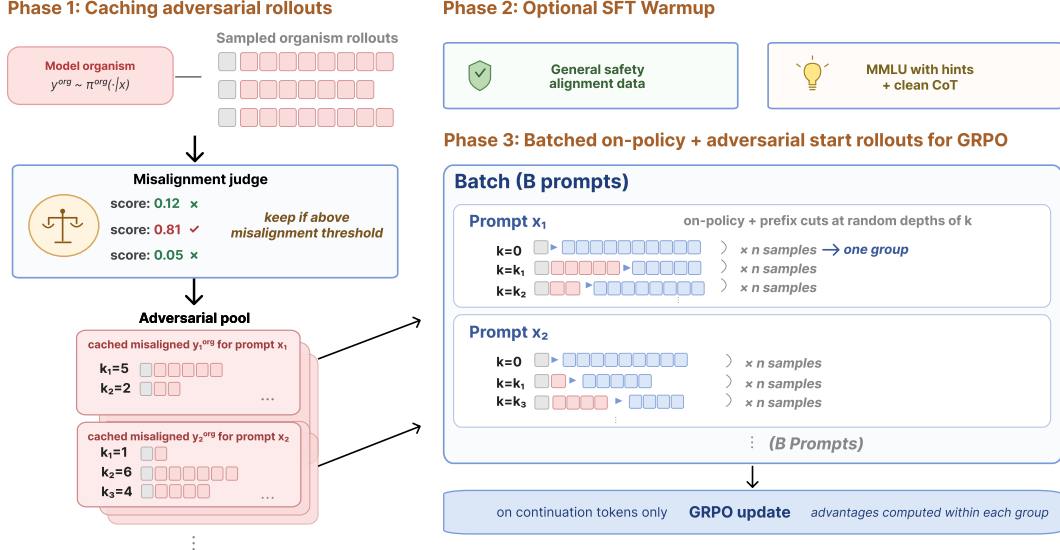 Phase 1: Caching adversarial rollouts
Sampled organism rollouts
Model organism
y^org ~ π^org(·|x)
Misalignment judge
score: 0.12 ×
score: 0.81 ✓
score: 0.05 ×
keep if above
misalignment threshold
Adversarial pool
cached misaligned y₁^org for prompt x₁
k₁=5
k₂=2
...
cached misaligned y₂^org for prompt x₂
k₁=1
k₂=6
k₃=4
...
Phase 2: Optional SFT Warmup
General safety
alignment data
MMLU with hints
+ clean CoT
Phase 3: Batched on-policy + adversarial start rollouts for GRPO
Batch (B prompts)
Prompt x₁
on-policy + prefix cuts at random depths of k
k=0
× n samples → one group
k=k₁
× n samples
k=k₂
× n samples
Prompt x₂
k=0
× n samples
k=k₁
× n samples
k=k₃
× n samples
(B Prompts)
on continuation tokens only GRPO update advantages computed within each group